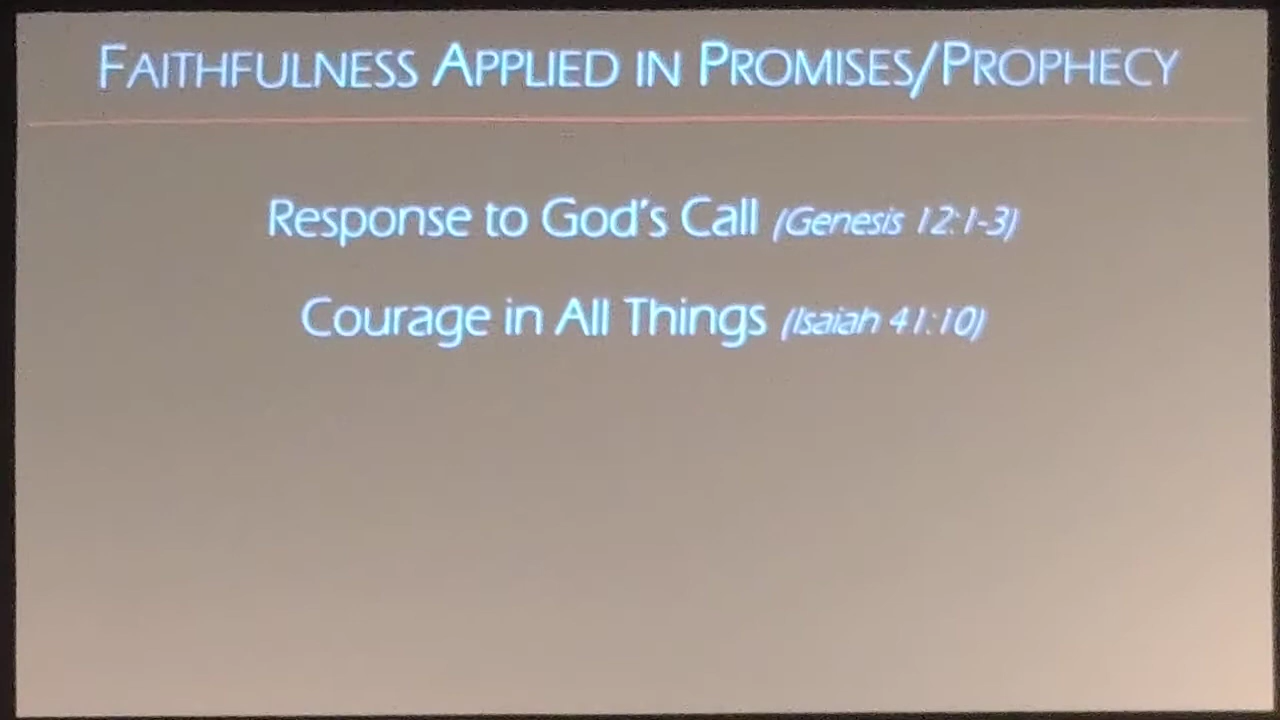 FAITHFULNESS APPLIED IN PROMISES/PROPHECY
Response to God's Call (Genesis 12:1-3)
Courage in All Things (Isaiah 41:10)